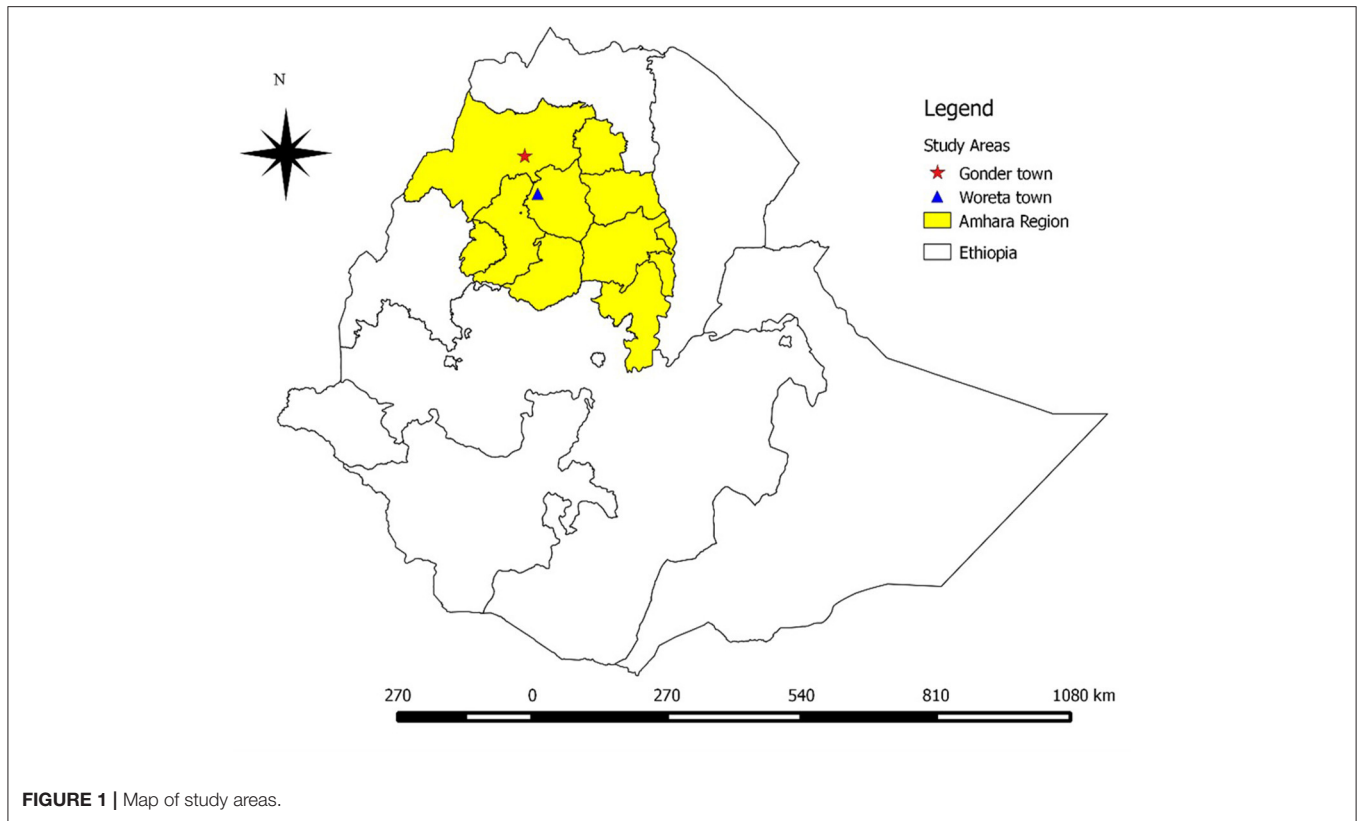 N
Legend
Study Areas
Gonder town
Woreta town
Amhara Region
Ethiopia
270 0 270 540 810 1080 km
FIGURE 1 | Map of study areas.